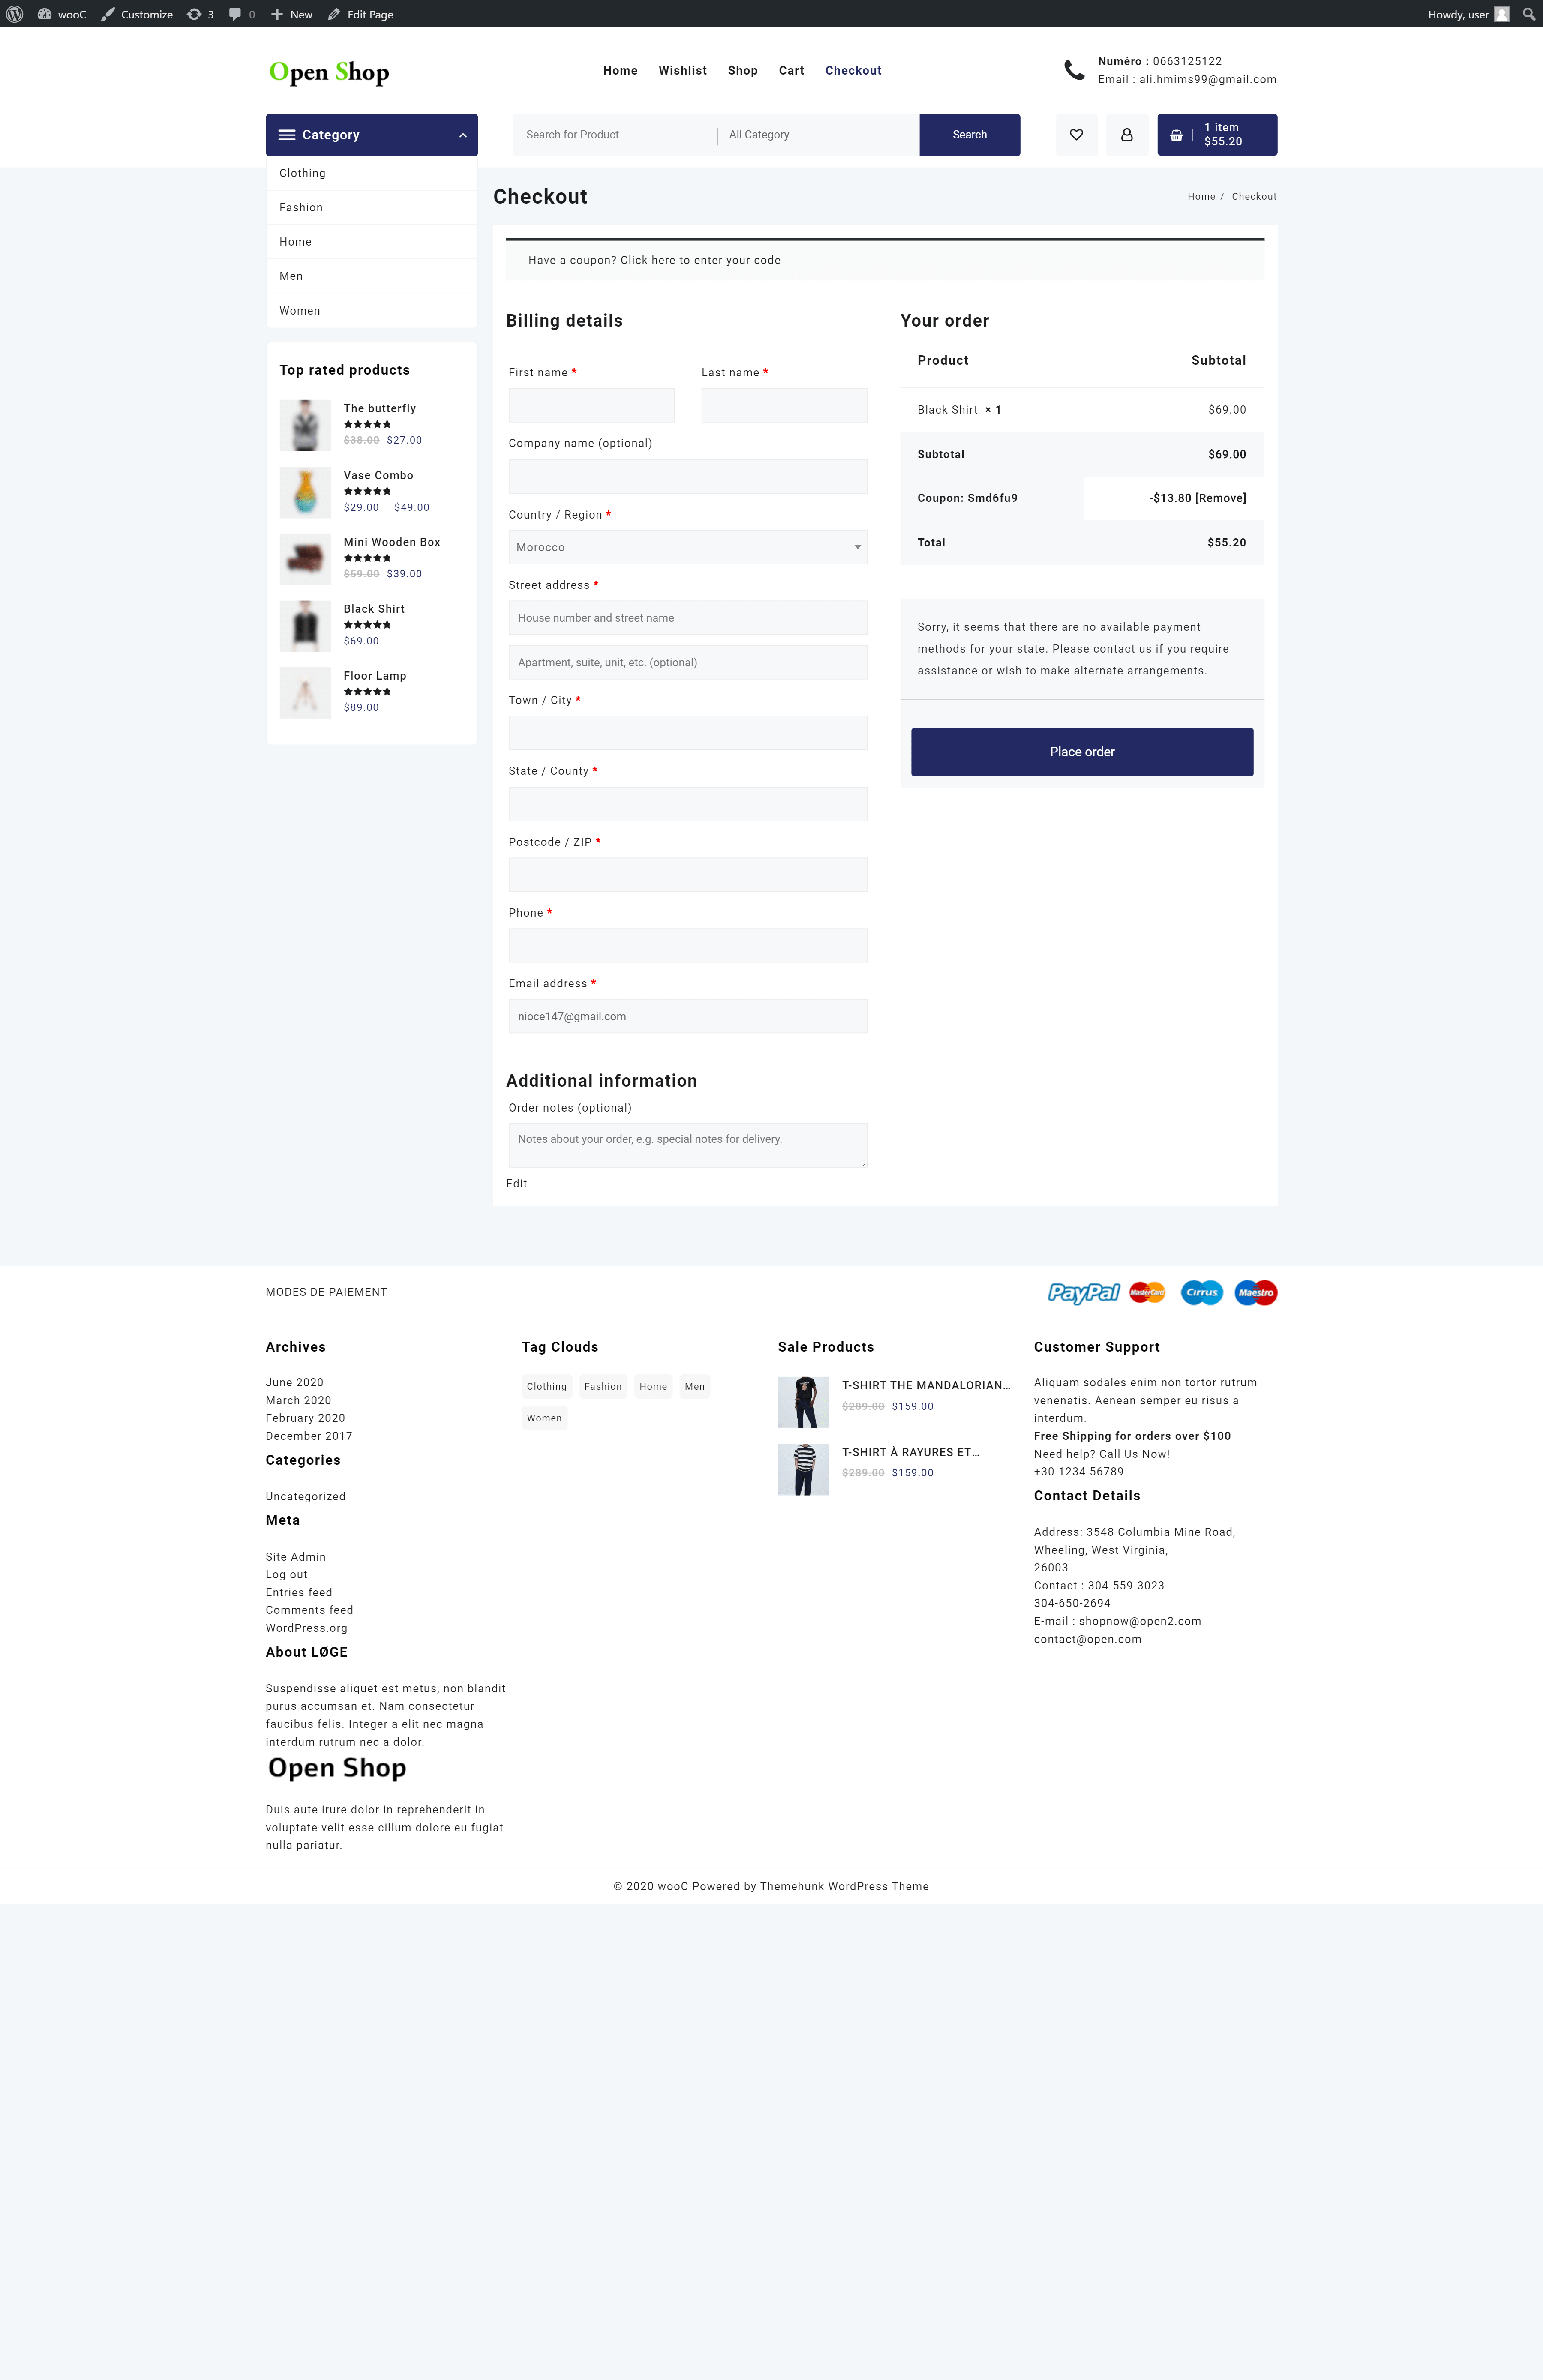 wooC Customize 3 0 New Edit Page Howdy, user
Open Shop
Home Wishlist Shop Cart Checkout
Numéro : 0663125122
Email : ali.hmims99@gmail.com
Category
Search for Product All Category Search
1 item
$55.20
Clothing
Fashion
Home
Men
Women
Top rated products
The butterfly
$38.00 $27.00
Vase Combo
$29.00 – $49.00
Mini Wooden Box
$59.00 $39.00
Black Shirt
$69.00
Floor Lamp
$89.00
Checkout
Home / Checkout
Have a coupon? Click here to enter your code
Billing details
First name *
Last name *
Company name (optional)
Country / Region *
Morocco
Street address *
House number and street name
Apartment, suite, unit, etc. (optional)
Town / City *
State / County *
Postcode / ZIP *
Phone *
Email address *
nioce147@gmail.com
Additional information
Order notes (optional)
Notes about your order, e.g. special notes for delivery.
Edit
Your order
Product Subtotal
Black Shirt × 1 $69.00
Subtotal $69.00
Coupon: Smd6fu9 -$13.80 [Remove]
Total $55.20
Sorry, it seems that there are no available payment
methods for your state. Please contact us if you require
assistance or wish to make alternate arrangements.
Place order
MODES DE PAIEMENT
PayPal MasterCard Cirrus Maestro
Archives
June 2020
March 2020
February 2020
December 2017
Categories
Uncategorized
Meta
Site Admin
Log out
Entries feed
Comments feed
WordPress.org
About LØGE
Suspendisse aliquet est metus, non blandit
purus accumsan et. Nam consectetur
faucibus felis. Integer a elit nec magna
interdum rutrum nec a dolor.
Open Shop
Duis aute irure dolor in reprehenderit in
voluptate velit esse cillum dolore eu fugiat
nulla pariatur.
Tag Clouds
Clothing Fashion Home Men
Women
Sale Products
T-SHIRT THE MANDALORIAN…
$289.00 $159.00
T-SHIRT À RAYURES ET…
$289.00 $159.00
Customer Support
Aliquam sodales enim non tortor rutrum
venenatis. Aenean semper eu risus a
interdum.
Free Shipping for orders over $100
Need help? Call Us Now!
+30 1234 56789
Contact Details
Address: 3548 Columbia Mine Road,
Wheeling, West Virginia,
26003
Contact : 304-559-3023
304-650-2694
E-mail : shopnow@open2.com
contact@open.com
© 2020 wooC Powered by Themehunk WordPress Theme